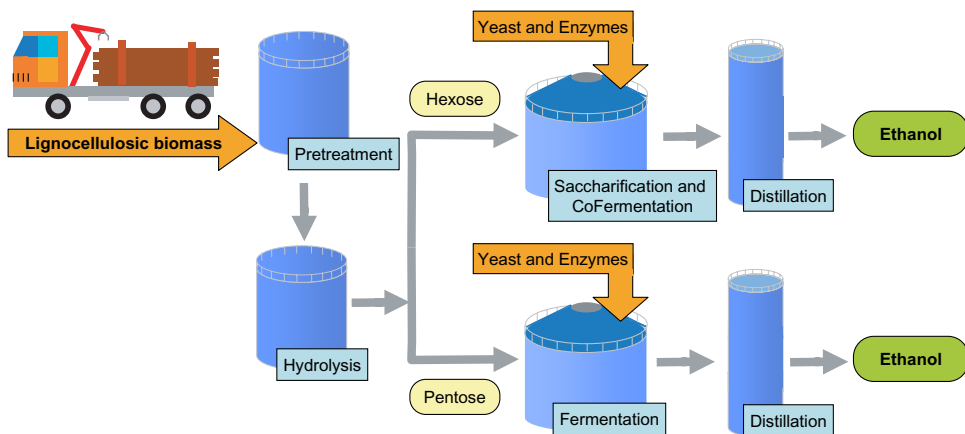 Yeast and Enzymes
Hexose
Lignocellulosic biomass
Pretreatment
Ethanol
Saccharification and
CoFermentation
Distillation
Yeast and Enzymes
Hydrolysis
Ethanol
Pentose
Fermentation
Distillation